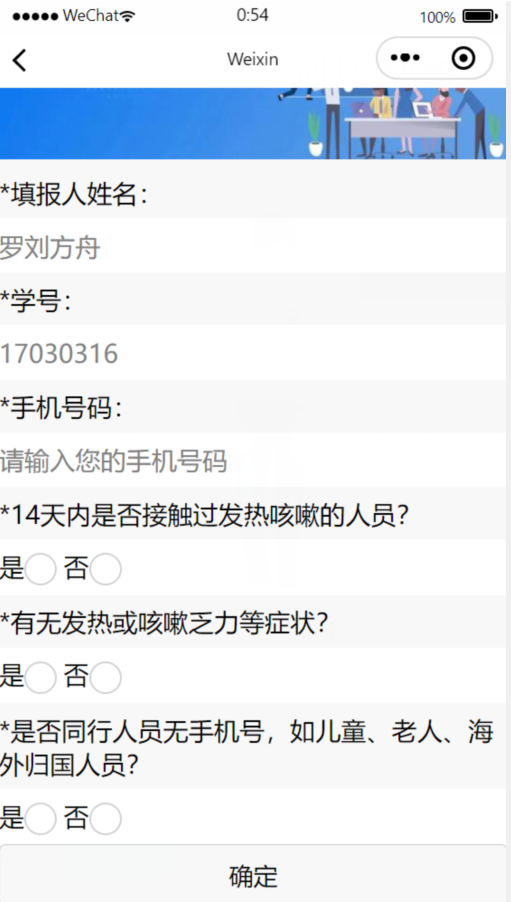 ●●●●● WeChat 0:54 100%
Weixin
*填报人姓名：
罗刘方舟
*学号：
17030316
*手机号码：
请输入您的手机号码
*14天内是否接触过发热咳嗽的人员？
是 否
*有无发热或咳嗽乏力等症状？
是 否
*是否同行人员无手机号，如儿童、老人、海
外归国人员？
是 否
确定